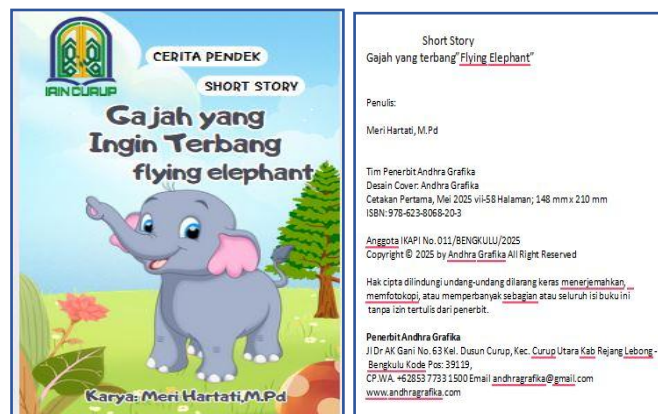 IAIN CURUP
CERITA PENDEK
SHORT STORY
Gajah yang
Ingin Terbang
flying elephant
Karya: Meri Hartati,M.Pd
Short Story
Gajah yang terbang"Flying Elephant"
Penulis:
Meri Hartati, M.Pd
Tim Penerbit Andhra Grafika
Desain Cover: Andhra Grafika
Cetakan Pertama, Mei 2025 vii-58 Halaman; 148 mm x 210 mm
ISBN: 978-623-8068-20-3
Anggota IKAPI No. 011/BENGKULU/2025
Copyright © 2025 by Andhra Grafika All Right Reserved
Hak cipta dilindungi undang-undang dilarang keras menerjemahkan,
memfotokopi, atau memperbanyak sebagian atau seluruh isi buku ini
tanpa izin tertulis dari penerbit.
Penerbit Andhra Grafika
Jl Dr AK Gani No. 63 Kel. Dusun Curup, Kec. Curup Utara Kab Rejang Lebong -
Bengkulu Kode Pos: 39119,
CP.WA. +62853 7733 1500 Email andhragrafika@gmail.com
www.andhragrafika.com